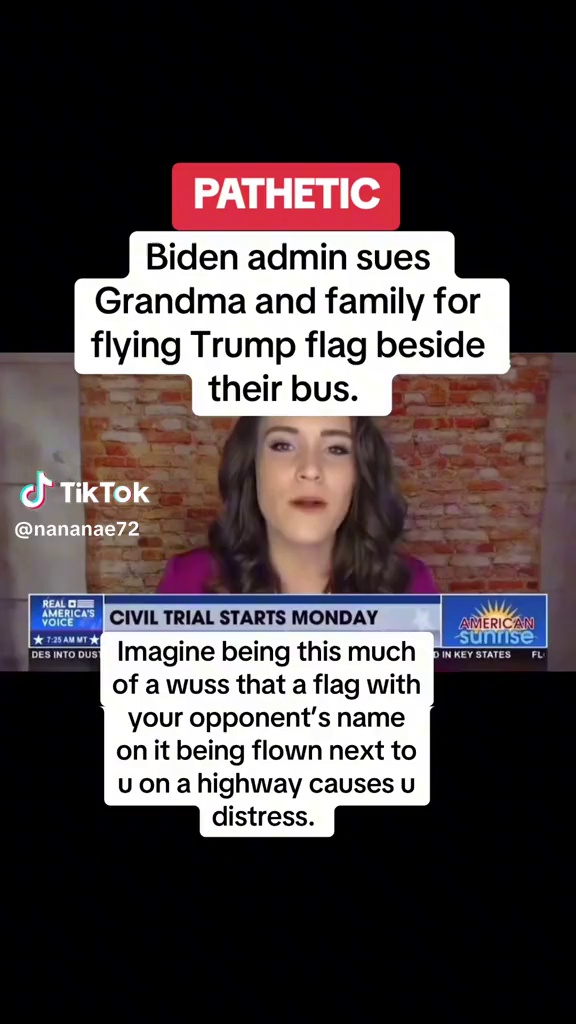 PATHETIC
Biden admin sues
Grandma and family for
flying Trump flag beside
their bus.
TikTok
@nananae72
REAL
AMERICA'S
VOICE
7:25 AM MT
CIVIL TRIAL STARTS MONDAY
AMERICAN
sunrise
DES INTO DUST
D IN KEY STATES
FL
Imagine being this much
of a wuss that a flag with
your opponent’s name
on it being flown next to
u on a highway causes u
distress.